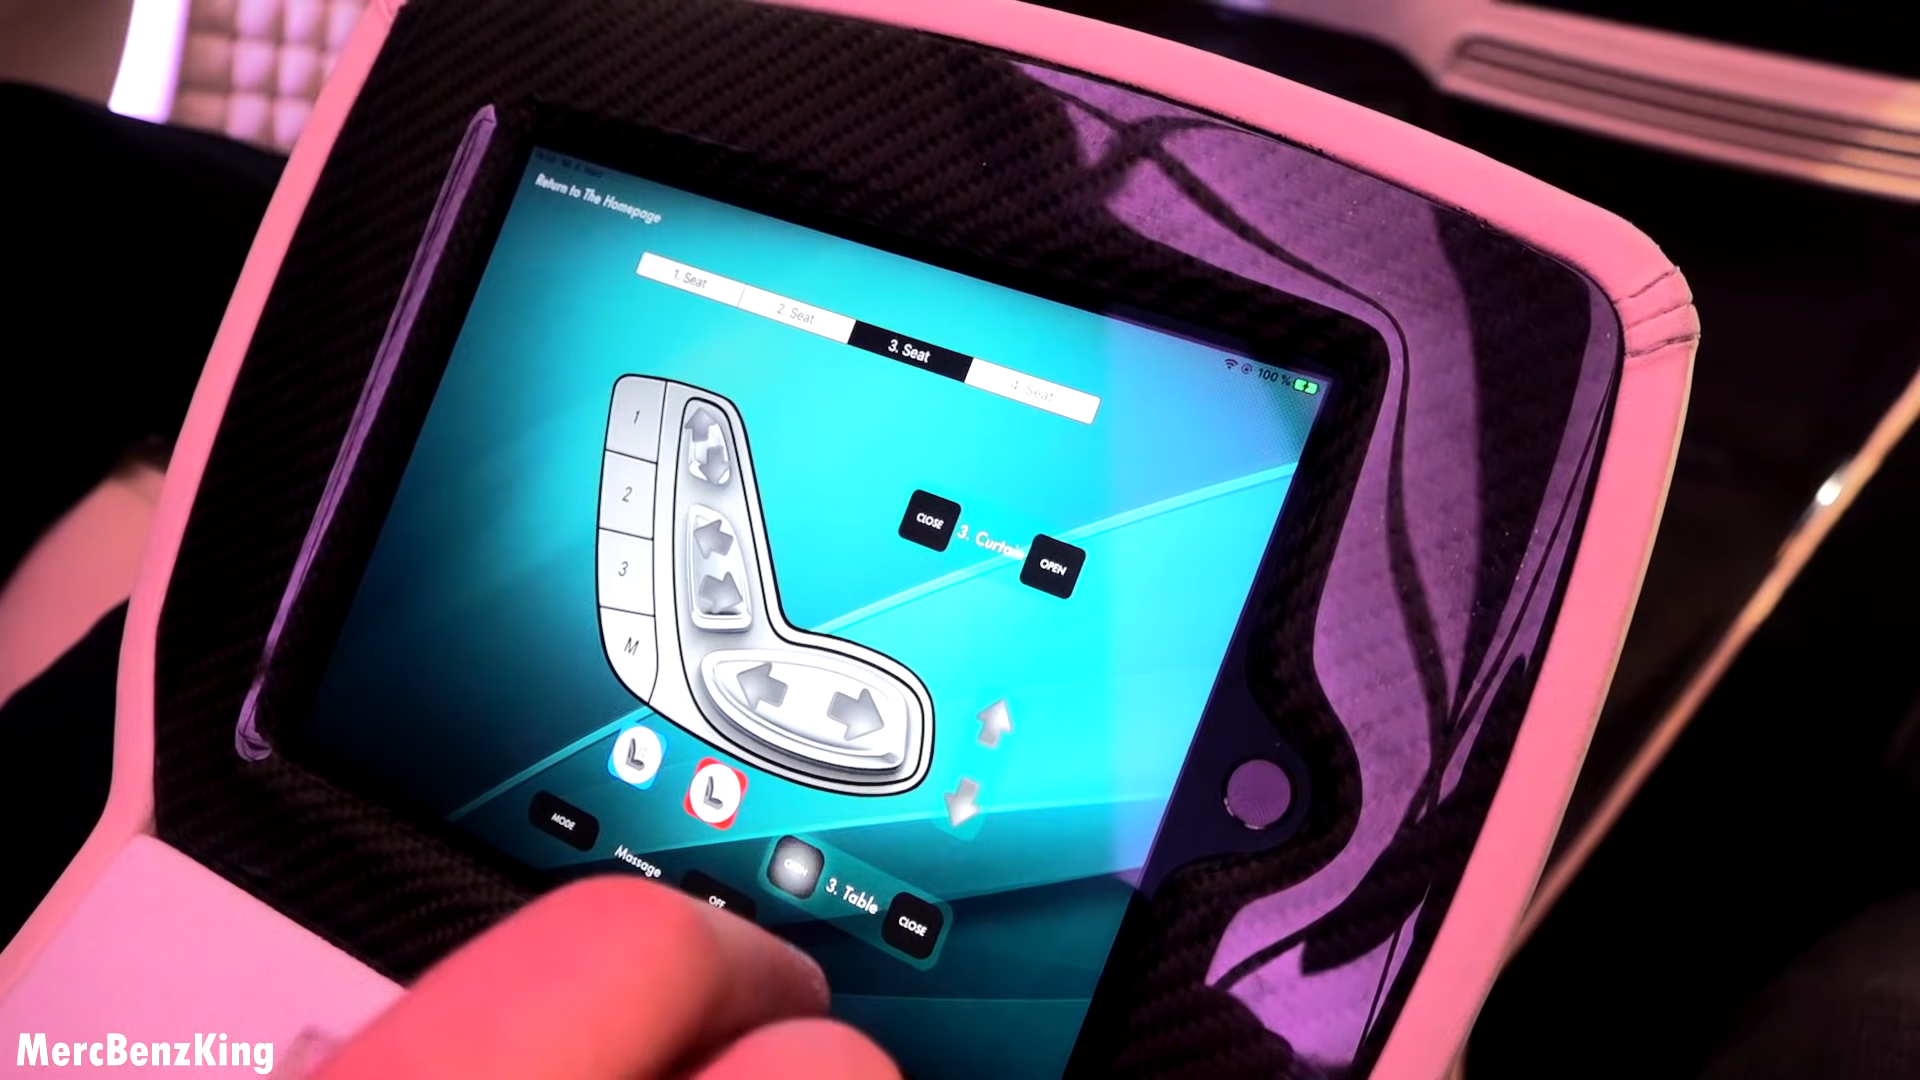 Return to The Homepage
100 %
1. Seat
2. Seat
3. Seat
4. Seat
1
2
3
M
CLOSE
3. Curtain
OPEN
MODE
Massage
OFF
OPEN
3. Table
CLOSE
MercBenzKing